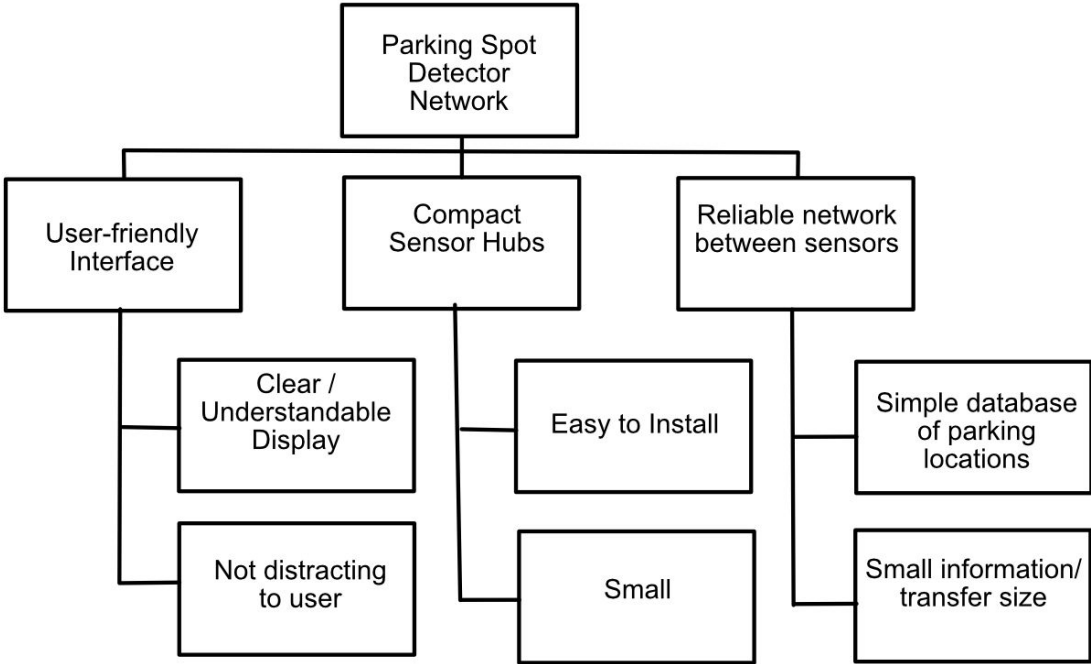 Parking Spot
Detector
Network
User-friendly
Interface
Compact
Sensor Hubs
Reliable network
between sensors
Clear /
Understandable
Display
Easy to Install
Simple database
of parking
locations
Not distracting
to user
Small
Small information/
transfer size